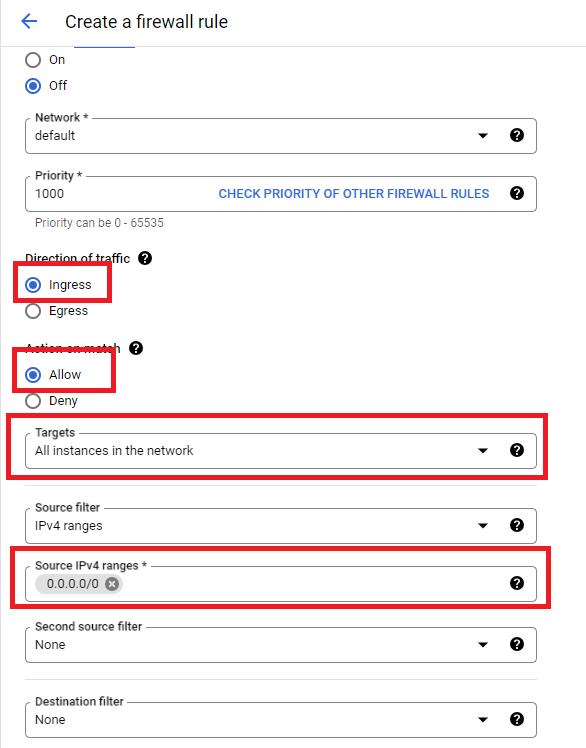 Create a firewall rule
On
Off
Network *
default
Priority *
1000 CHECK PRIORITY OF OTHER FIREWALL RULES
Priority can be 0 - 65535
Direction of traffic
Ingress
Egress
Action on match
Allow
Deny
Targets
All instances in the network
Source filter
IPv4 ranges
Source IPv4 ranges *
0.0.0.0/0
Second source filter
None
Destination filter
None